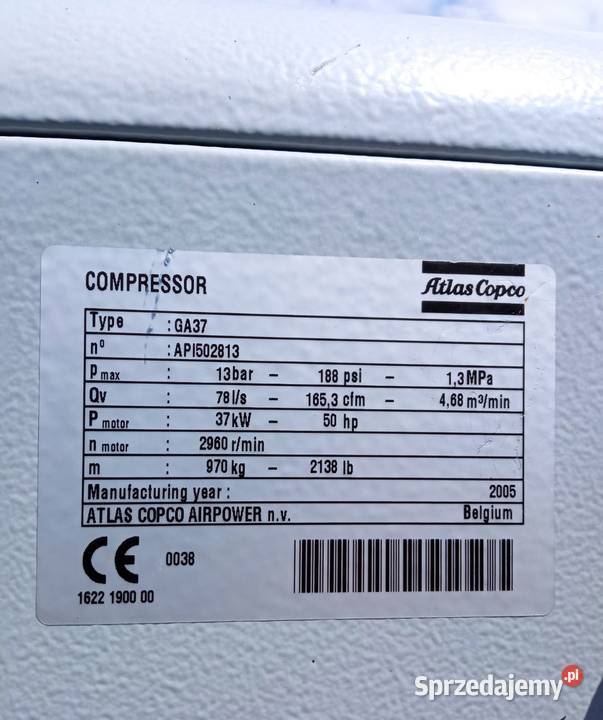 COMPRESSOR
Atlas Copco
Type : GA37
n° : API502813
p max : 13 bar – 188 psi – 1,3 MPa
Qv : 78 l/s – 165,3 cfm – 4,68 m³/min
P motor : 37 kW – 50 hp
n motor : 2960 r/min
m : 970 kg – 2138 lb
Manufacturing year : 2005
ATLAS COPCO AIRPOWER n.v. Belgium
CE 0038
1622 1900 00
Sprzedajemy.pl